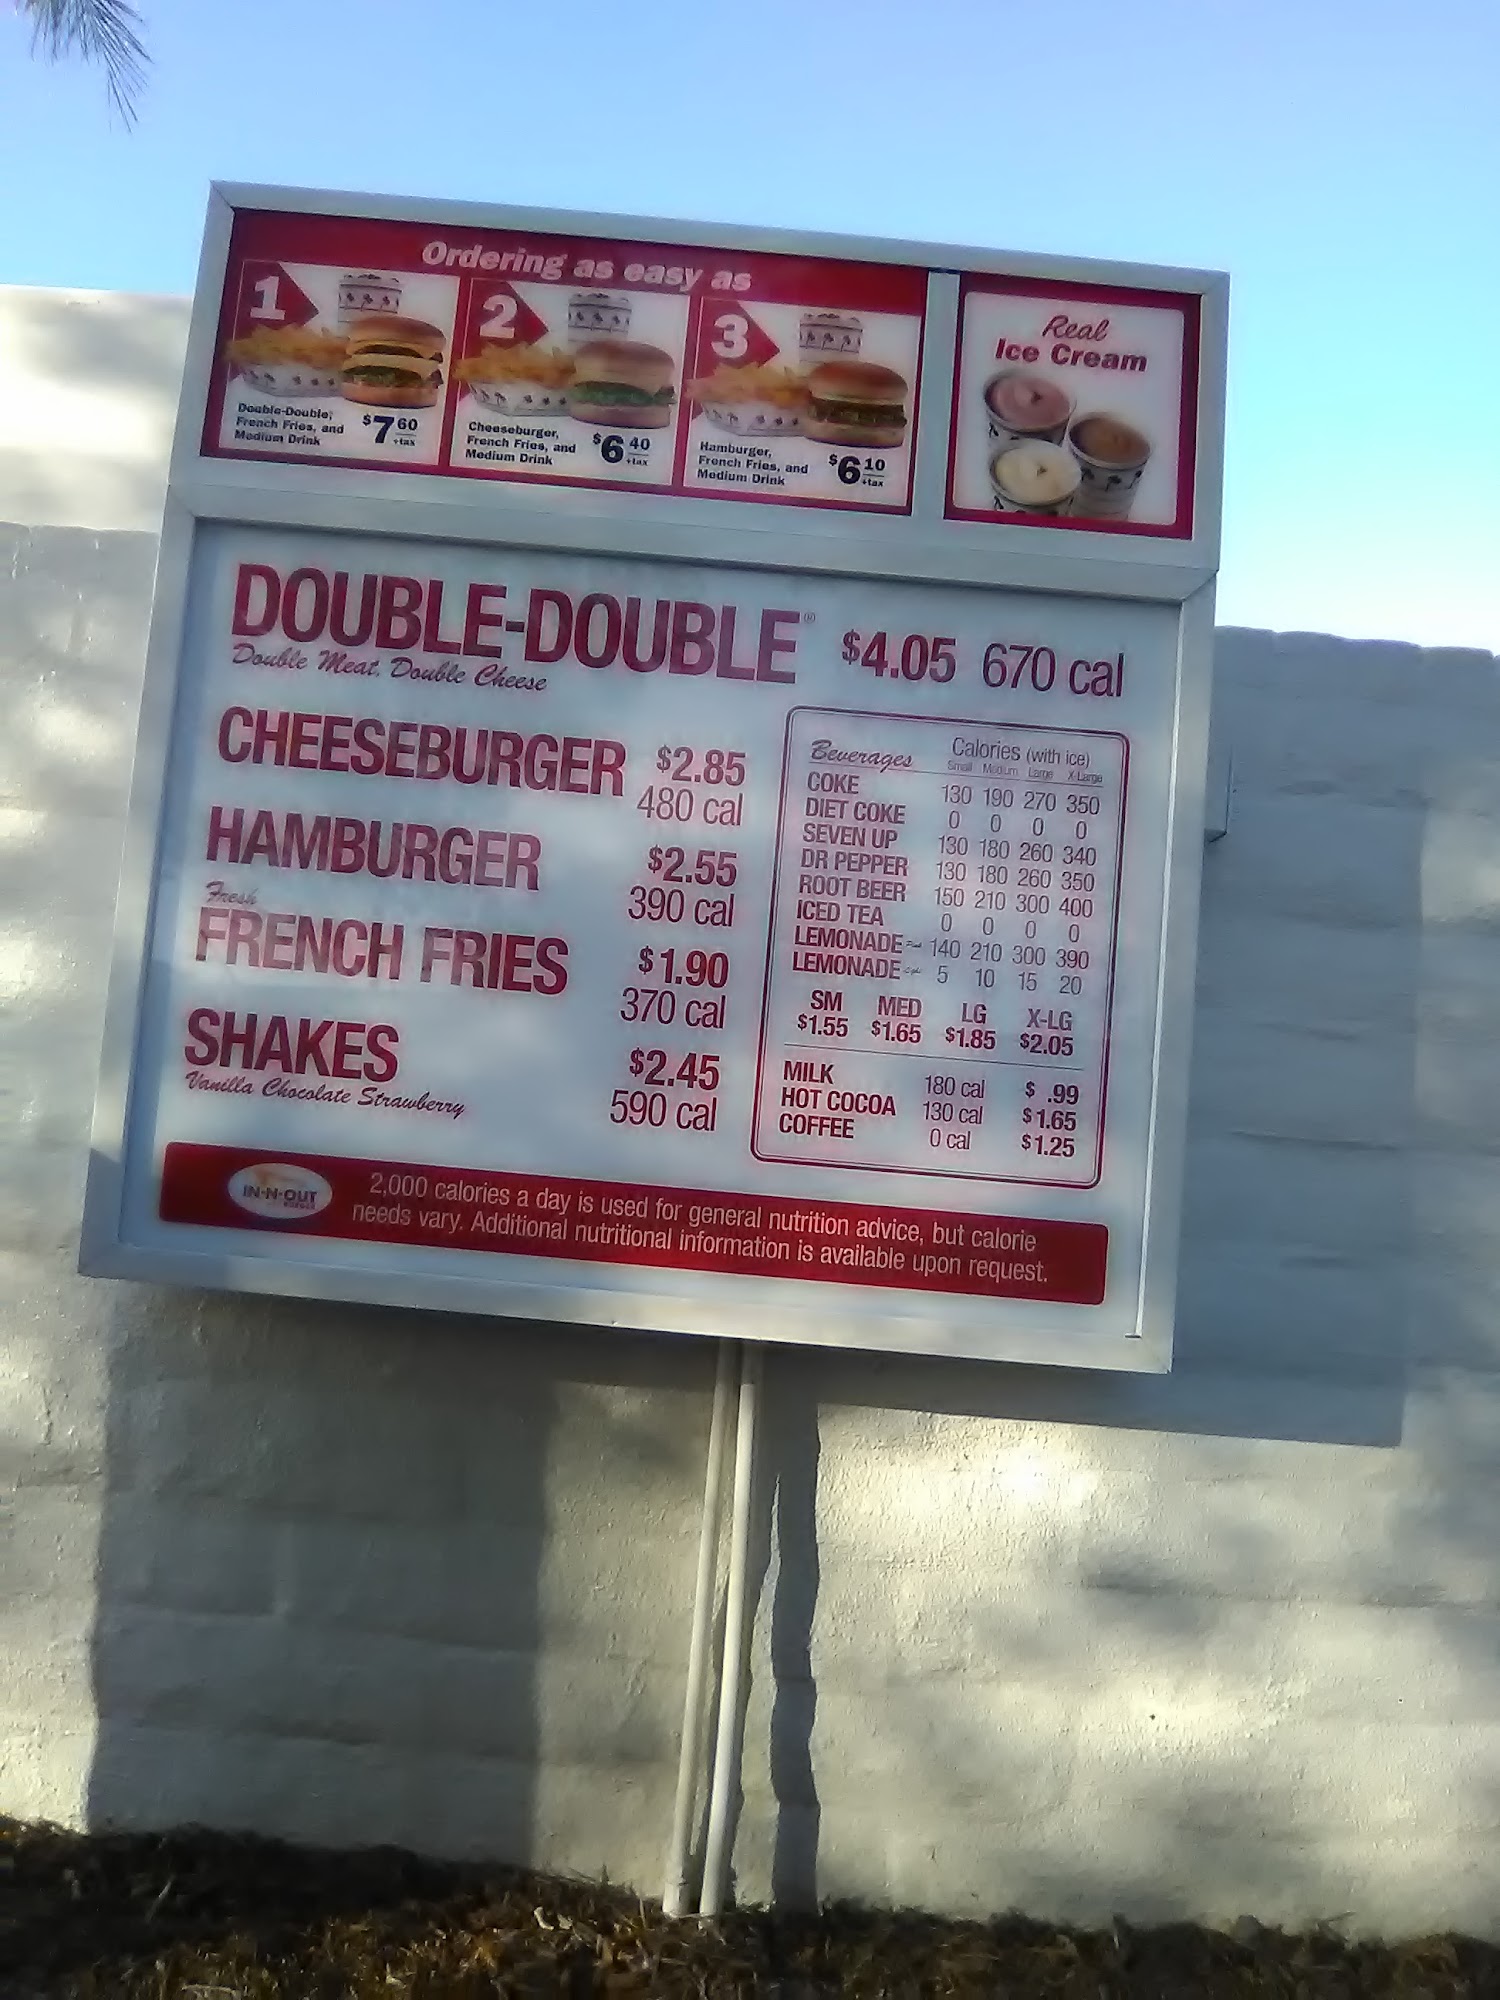 Ordering as easy as
1
Double-Double,
French Fries, and
Medium Drink
$7 60
+tax
2
Cheeseburger,
French Fries, and
Medium Drink
$6 40
+tax
3
Hamburger,
French Fries, and
Medium Drink
$6 10
+tax
Real
Ice Cream
DOUBLE-DOUBLE® $4.05 670 cal
Double Meat, Double Cheese
CHEESEBURGER $2.85
480 cal
HAMBURGER $2.55
390 cal
Fresh
FRENCH FRIES $1.90
370 cal
SHAKES $2.45
Vanilla Chocolate Strawberry 590 cal
Beverages Calories (with ice)
Small Medium Large X-Large
COKE 130 190 270 350
DIET COKE 0 0 0 0
SEVEN UP 130 180 260 340
DR PEPPER 130 180 260 350
ROOT BEER 150 210 300 400
ICED TEA 0 0 0 0
LEMONADE 140 210 300 390
LEMONADE 5 10 15 20
SM MED LG X-LG
$1.55 $1.65 $1.85 $2.05
MILK 180 cal $ .99
HOT COCOA 130 cal $1.65
COFFEE 0 cal $1.25
IN-N-OUT
BURGER
2,000 calories a day is used for general nutrition advice, but calorie
needs vary. Additional nutritional information is available upon request.